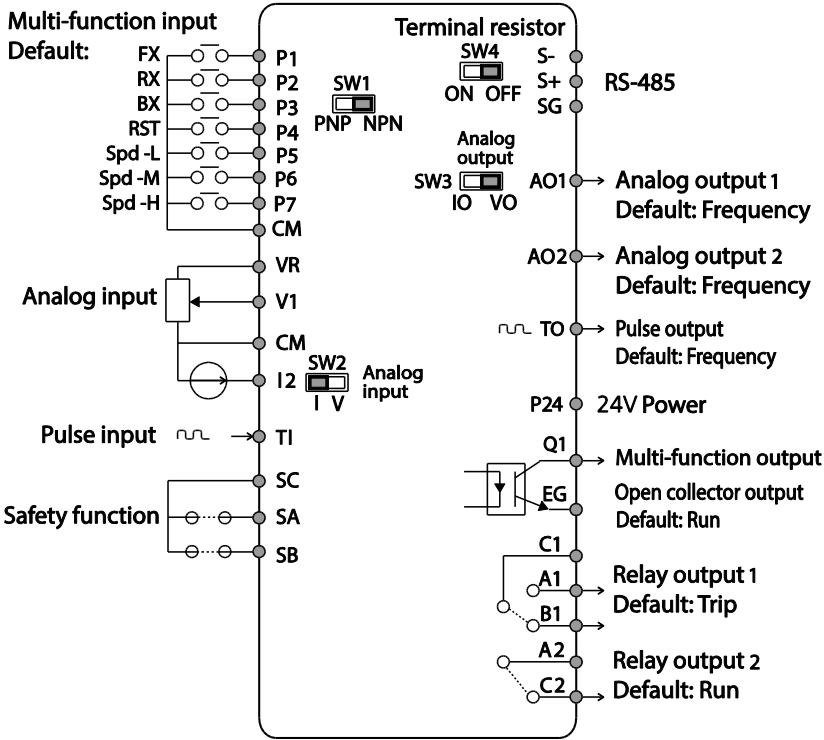 Multi-function input
Default:
FX
P1
RX
P2
BX
P3
RST
P4
Spd -L
P5
Spd -M
P6
Spd -H
P7
CM
VR
Analog input
V1
CM
I2
Pulse input
TI
SC
Safety function
SA
SB
SW1
PNP NPN
SW2
I V
Analog
input
Terminal resistor
SW4
ON OFF
S-
S+
SG
RS-485
Analog
output
SW3
IO VO
AO1
Analog output 1
Default: Frequency
AO2
Analog output 2
Default: Frequency
TO
Pulse output
Default: Frequency
P24
24V Power
Q1
Multi-function output
EG
Open collector output
Default: Run
C1
A1
Relay output 1
Default: Trip
B1
A2
Relay output 2
Default: Run
C2